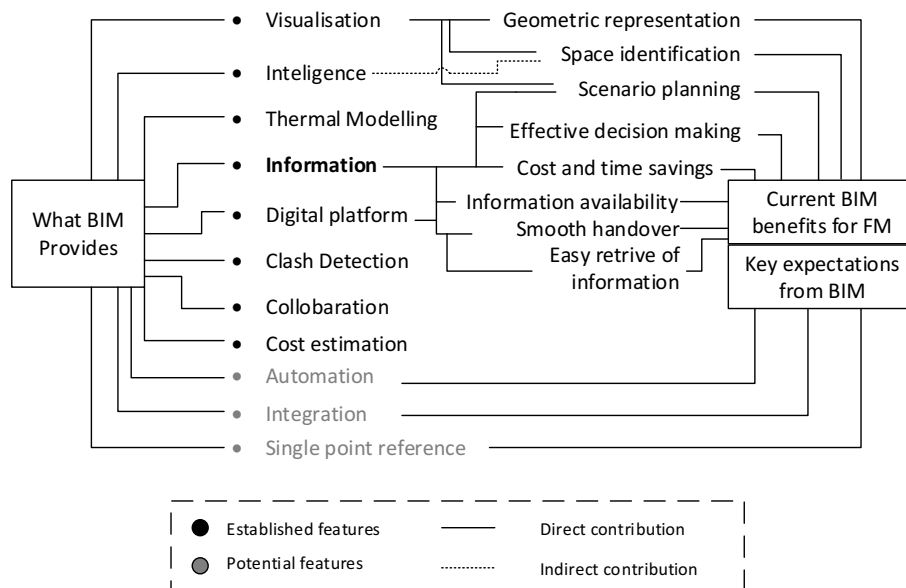 Visualisation
Inteligence
Thermal Modelling
Information
Digital platform
Clash Detection
Collobaration
Cost estimation
Automation
Integration
Single point reference
What BIM
Provides
Geometric representation
Space identification
Scenario planning
Effective decision making
Cost and time savings
Information availability
Smooth handover
Easy retrive of
information
Current BIM
benefits for FM
Key expectations
from BIM
Established features
Direct contribution
Potential features
Indirect contribution